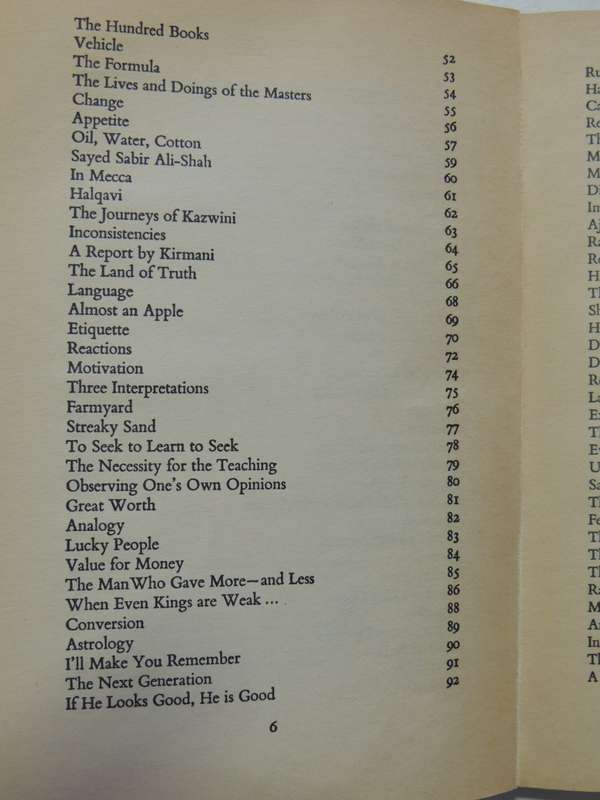 The Hundred Books 52
Vehicle 53
The Formula 54
The Lives and Doings of the Masters 55
Change 56
Appetite 57
Oil, Water, Cotton 59
Sayed Sabir Ali-Shah 60
In Mecca 61
Halqavi 62
The Journeys of Kazwini 63
Inconsistencies 64
A Report by Kirmani 65
The Land of Truth 66
Language 68
Almost an Apple 69
Etiquette 70
Reactions 72
Motivation 74
Three Interpretations 75
Farmyard 76
Streaky Sand 77
To Seek to Learn to Seek 78
The Necessity for the Teaching 79
Observing One's Own Opinions 80
Great Worth 81
Analogy 82
Lucky People 83
Value for Money 84
The Man Who Gave More—and Less 85
When Even Kings are Weak ... 86
Conversion 88
Astrology 89
I'll Make You Remember 90
The Next Generation 91
If He Looks Good, He is Good 92
6